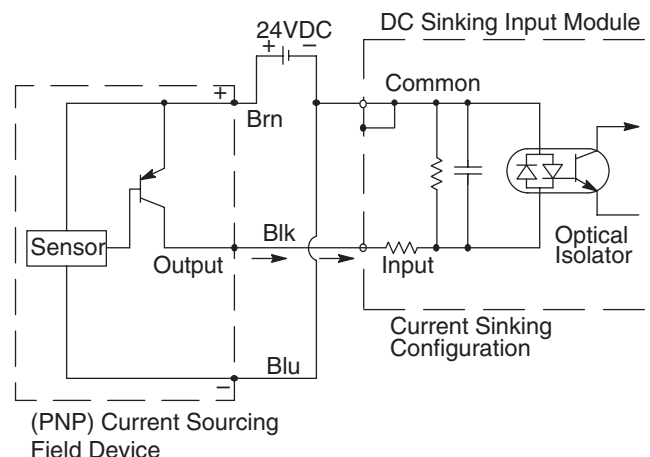 24VDC
DC Sinking Input Module
+ –
Common
+
Brn
Blk
Sensor
Output
Input
Optical
Isolator
Current Sinking
Configuration
Blu
–
(PNP) Current Sourcing
Field Device